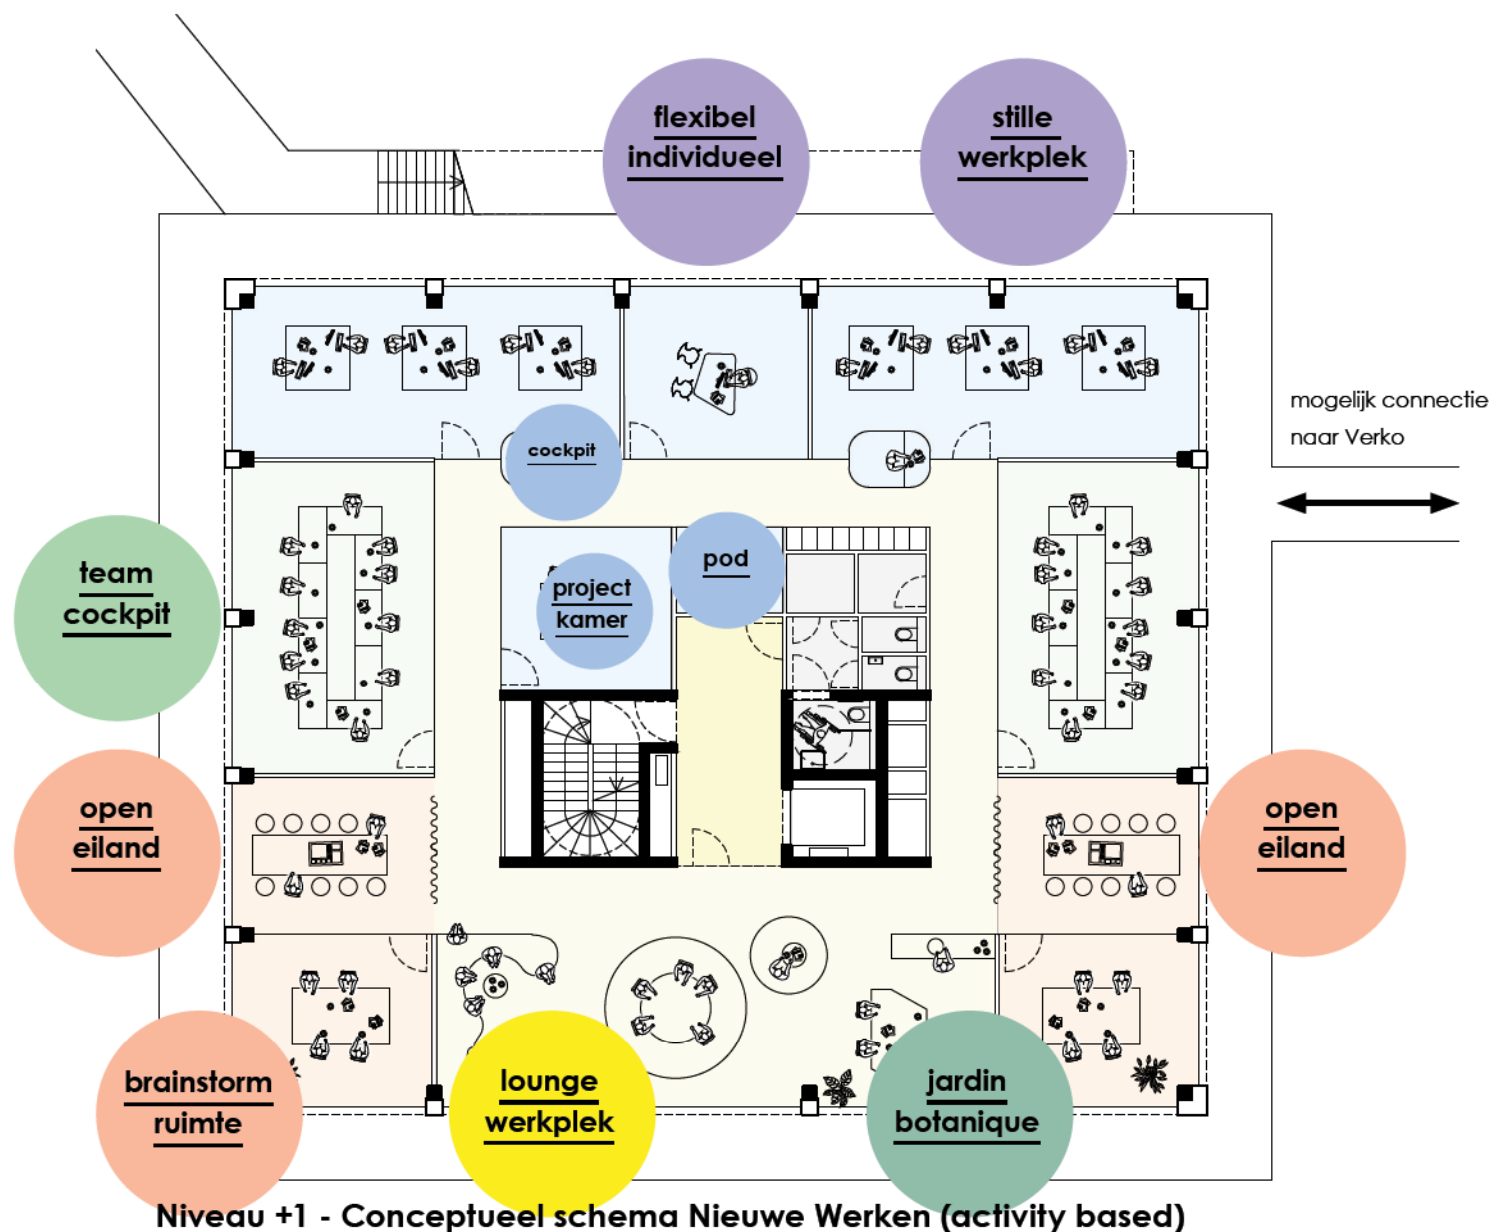 flexibel
individueel
stille
werkplek
mogelijk connectie
naar Verko
cockpit
pod
project
kamer
team
cockpit
open
eiland
open
eiland
brainstorm
ruimte
lounge
werkplek
jardin
botanique
Niveau +1 - Conceptueel schema Nieuwe Werken (activity based)